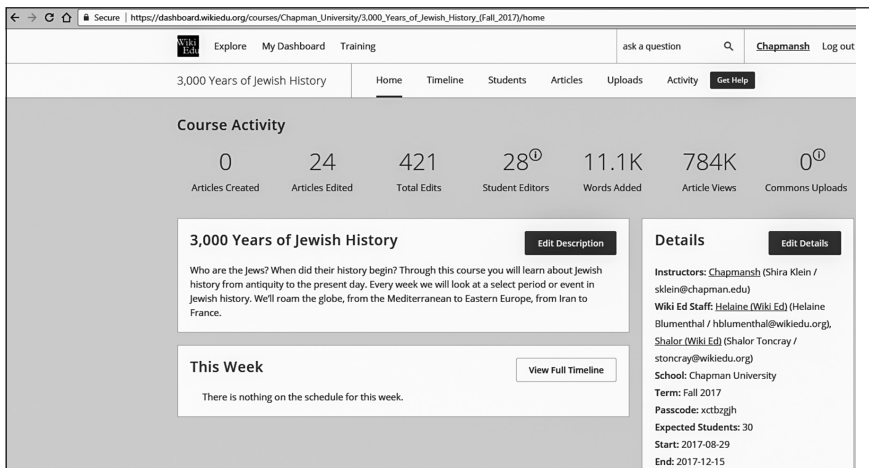 Secure | https://dashboard.wikiedu.org/courses/Chapman_University/3,000_Years_of_Jewish_History_(Fall_2017)/home
Wiki Edu Explore My Dashboard Training ask a question Chapmansh Log out
3,000 Years of Jewish History Home Timeline Students Articles Uploads Activity Get Help
Course Activity
0 24 421 28 11.1K 784K 0
Articles Created Articles Edited Total Edits Student Editors Words Added Article Views Commons Uploads
3,000 Years of Jewish History Edit Description
Who are the Jews? When did their history begin? Through this course you will learn about Jewish
history from antiquity to the present day. Every week we will look at a select period or event in
Jewish history. We'll roam the globe, from the Mediterranean to Eastern Europe, from Iran to
France.
This Week View Full Timeline
There is nothing on the schedule for this week.
Details Edit Details
Instructors: Chapmansh (Shira Klein /
sklein@chapman.edu)
Wiki Ed Staff: Helaine (Wiki Ed) (Helaine
Blumenthal / hblumenthal@wikiedu.org),
Shalor (Wiki Ed) (Shalor Toncray /
stoncray@wikiedu.org)
School: Chapman University
Term: Fall 2017
Passcode: xctbzgjh
Expected Students: 30
Start: 2017-08-29
End: 2017-12-15